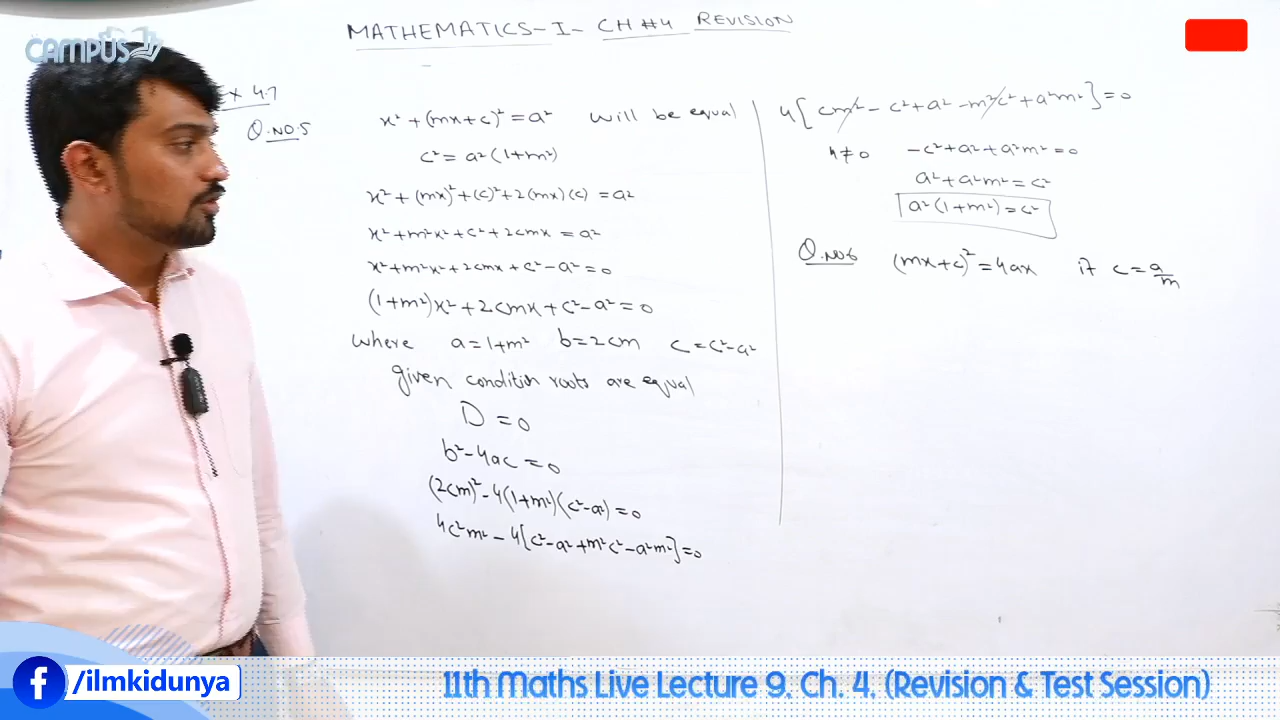 MATHEMATICS-I- CH #4 REVISION
CAMPUS
EX 4.7
Q.NO.5
x² + (mx+c)² = a² will be equal
c² = a²(1+m²)
x² + (mx)² + (c)² + 2(mx)(c) = a²
x² + m²x² + c² + 2cmx = a²
x² + m²x² + 2cmx + c² - a² = 0
(1+m²)x² + 2cmx + c² - a² = 0
where a = 1+m² b = 2cm c = c² - a²
given condition roots are equal
D = 0
b² - 4ac = 0
(2cm)² - 4(1+m²)(c² - a²) = 0
4c²m² - 4[c² - a² + m²c² - a²m²] = 0
4[cm² - c² + a² - m²c² + a²m²] = 0
4≠0 -c² + a² + a²m² = 0
a² + a²m² = c²
a²(1+m²) = c²
Q.NO6 (mx+c)² = 4ax if c = a/m
f /ilmkidunya
11th Maths Live Lecture 9, Ch. 4, (Revision & Test Session)